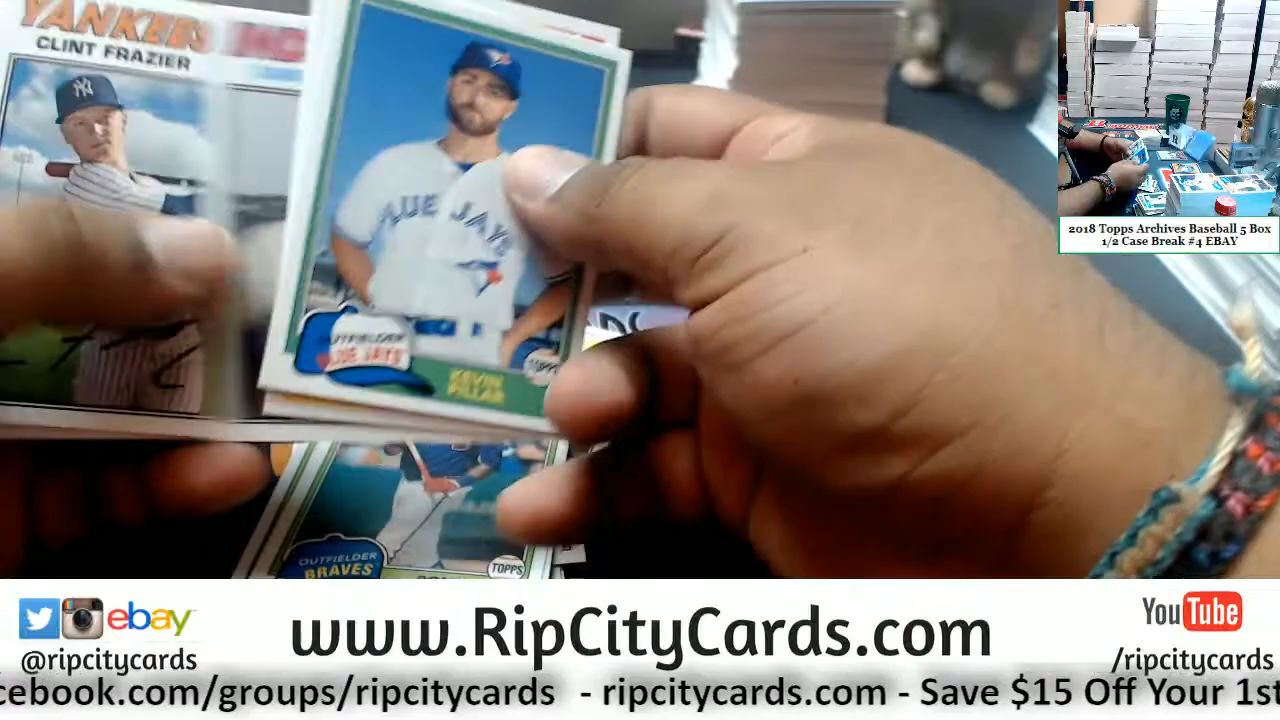 YANKEES
CLINT FRAZIER
NY
BLUE JAYS
OUTFIELDER
BLUE JAYS
KEVIN
PILLAR
TOPPS
OUTFIELDER
BRAVES
TOPPS
2018 Topps Archives Baseball 5 Box
1/2 Case Break #4 EBAY
ebay
@ripcitycards
www.RipCityCards.com
YouTube
/ripcitycards
cebook.com/groups/ripcitycards - ripcitycards.com - Save $15 Off Your 1st